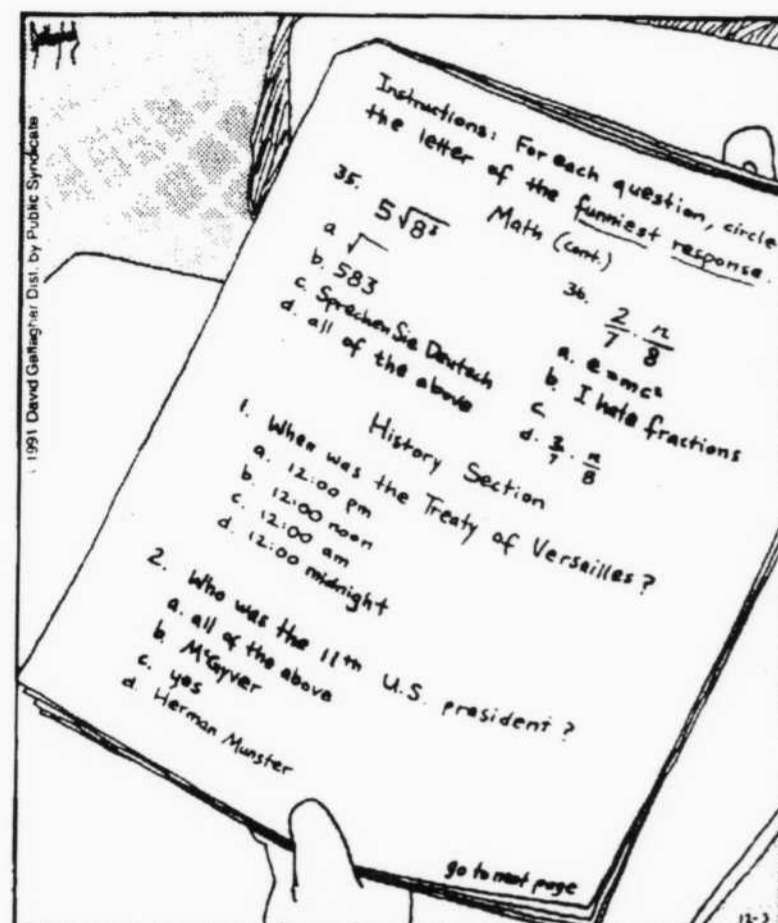 © 1991 David Gallagher Dist. by Public Syndicate
Instructions: For each question, circle
the letter of the funniest response.
Math (cont.)
35.
5√8³
a √
b. 583
c. Sprechen Sie Deutsch
d. all of the above
36.
2/7 · n/8
a. e=mc²
b. I hate fractions
c
d. 2/7 · n/8
History Section
1. When was the Treaty of Versailles?
a. 12:00 pm
b. 12:00 noon
c. 12:00 am
d. 12:00 midnight
2. Who was the 11th U.S. president?
a. all of the above
b. McGyver
c. yes
d. Herman Munster
go to next page
12-3